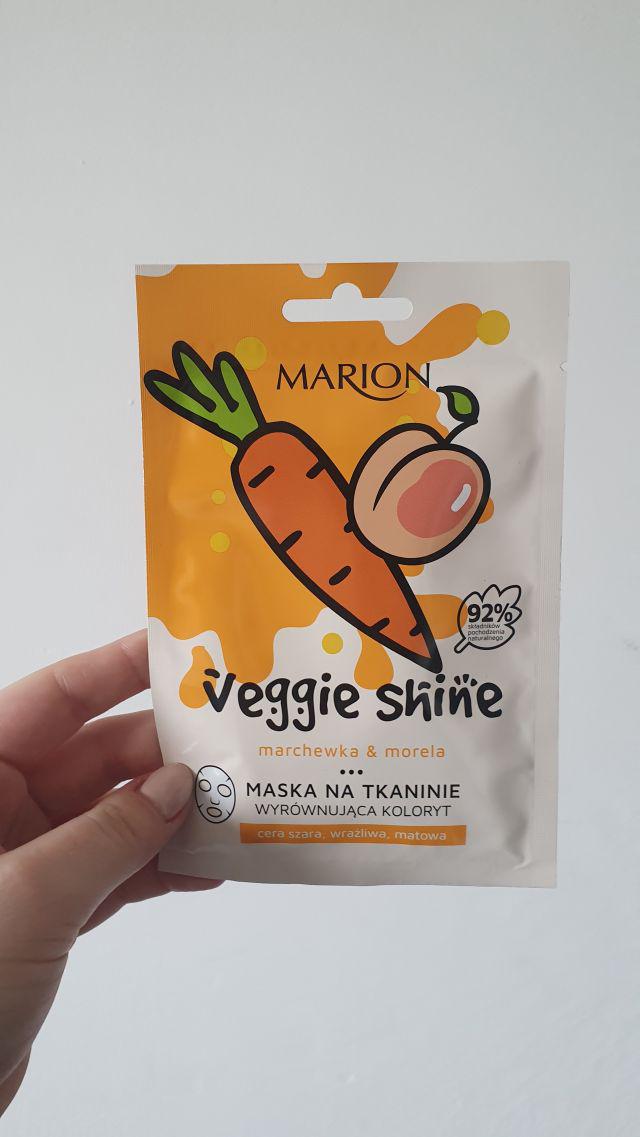 MARION
92%
składników
pochodzenia
naturalnego
Veggie shine
marchewka & morela
MASKA NA TKANINIE
WYRÓWNUJĄCA KOLORYT
cera szara, wrażliwa, matowa